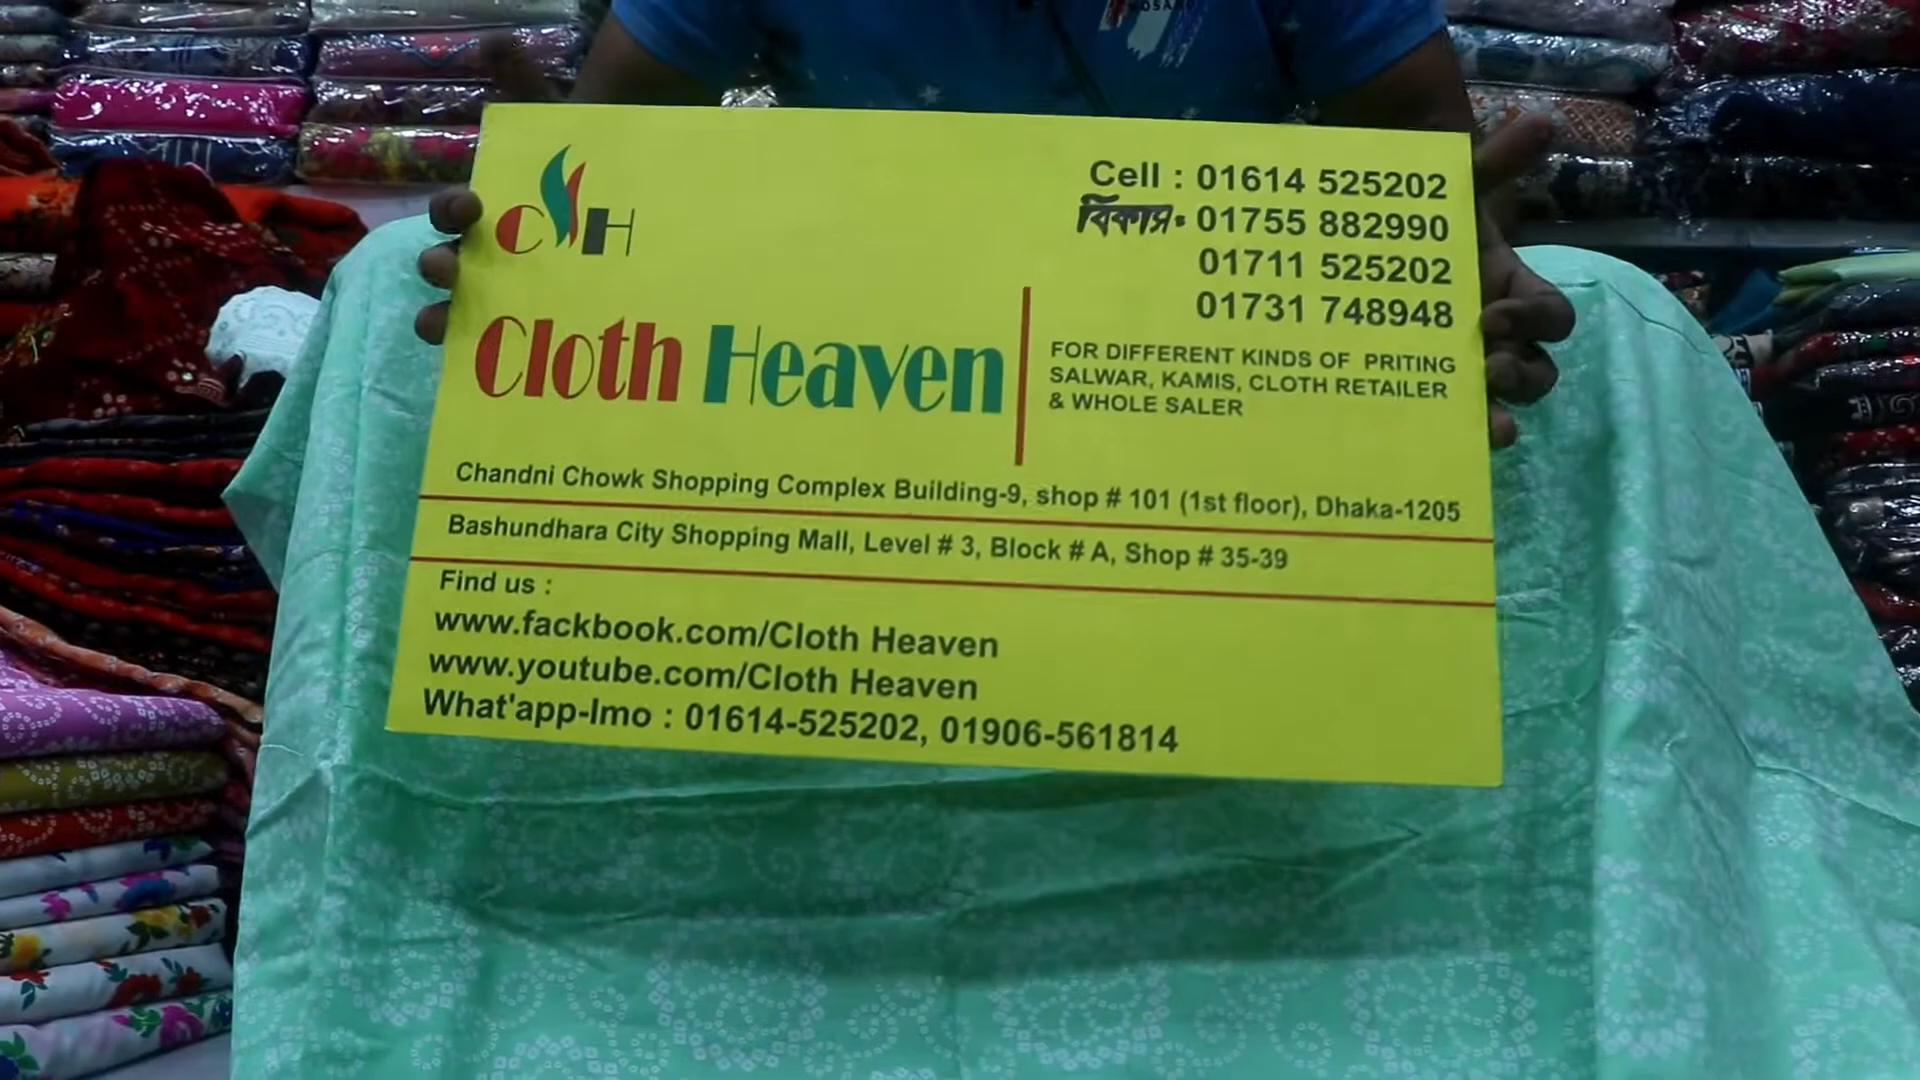 CH
Cloth Heaven
Cell : 01614 525202
বিকাস: 01755 882990
01711 525202
01731 748948
FOR DIFFERENT KINDS OF PRITING
SALWAR, KAMIS, CLOTH RETAILER
& WHOLE SALER
Chandni Chowk Shopping Complex Building-9, shop # 101 (1st floor), Dhaka-1205
Bashundhara City Shopping Mall, Level # 3, Block # A, Shop # 35-39
Find us :
www.fackbook.com/Cloth Heaven
www.youtube.com/Cloth Heaven
What'app-Imo : 01614-525202, 01906-561814